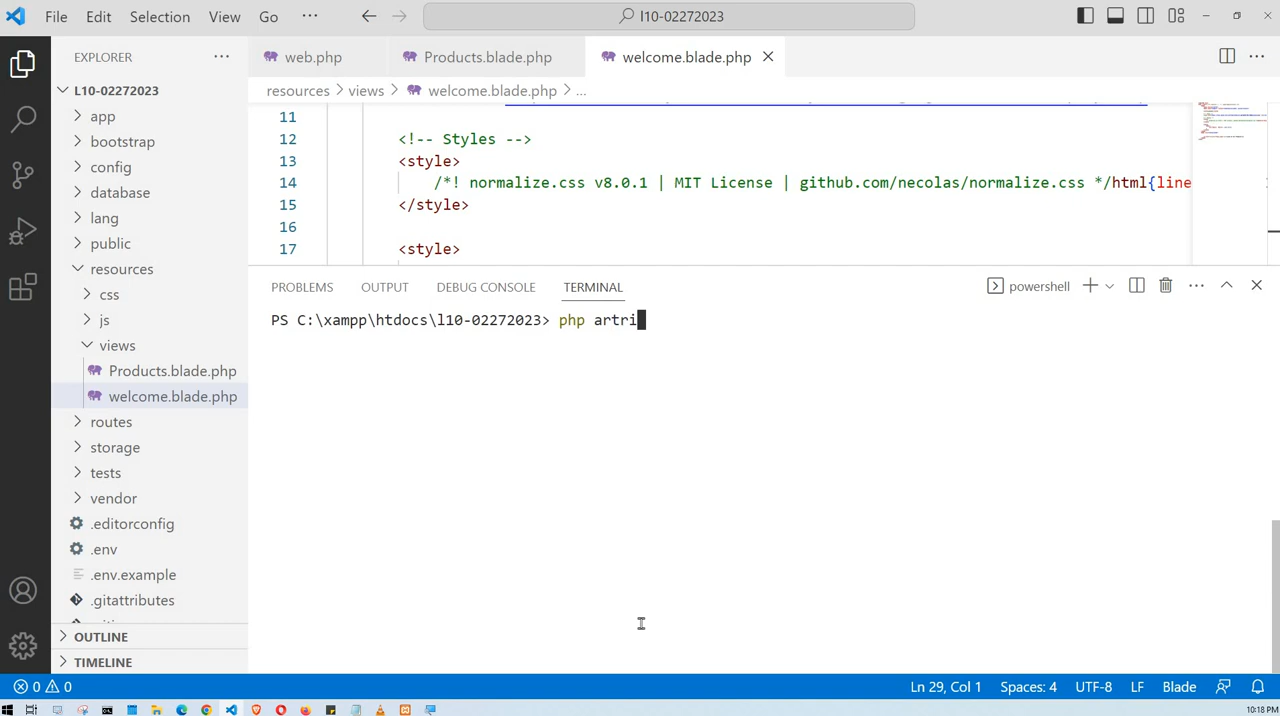 File Edit Selection View Go ··· l10-02272023
EXPLORER ···
web.php Products.blade.php welcome.blade.php
L10-02272023
resources > views > welcome.blade.php > ...
app
bootstrap
config
database
lang
public
resources
css
js
views
Products.blade.php
welcome.blade.php
routes
storage
tests
vendor
.editorconfig
.env
.env.example
.gitattributes
OUTLINE
TIMELINE
11
12 <!-- Styles -->
13 <style>
14 /*! normalize.css v8.0.1 | MIT License | github.com/necolas/normalize.css */html{line
15 </style>
16
17 <style>
PROBLEMS OUTPUT DEBUG CONSOLE TERMINAL powershell
PS C:\xampp\htdocs\l10-02272023> php artri
0 0 Ln 29, Col 1 Spaces: 4 UTF-8 LF Blade
10:18 PM